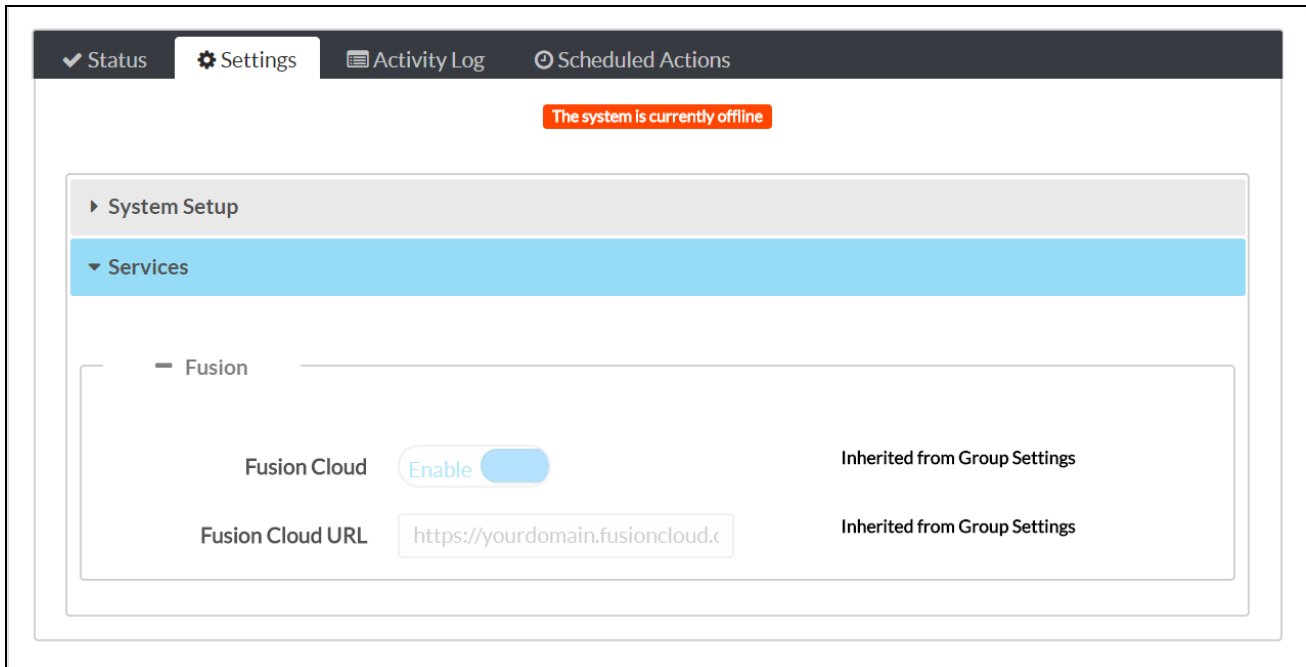 Status Settings Activity Log Scheduled Actions
The system is currently offline
System Setup
Services
Fusion
Fusion Cloud Enable Inherited from Group Settings
Fusion Cloud URL https://yourdomain.fusioncloud.c Inherited from Group Settings